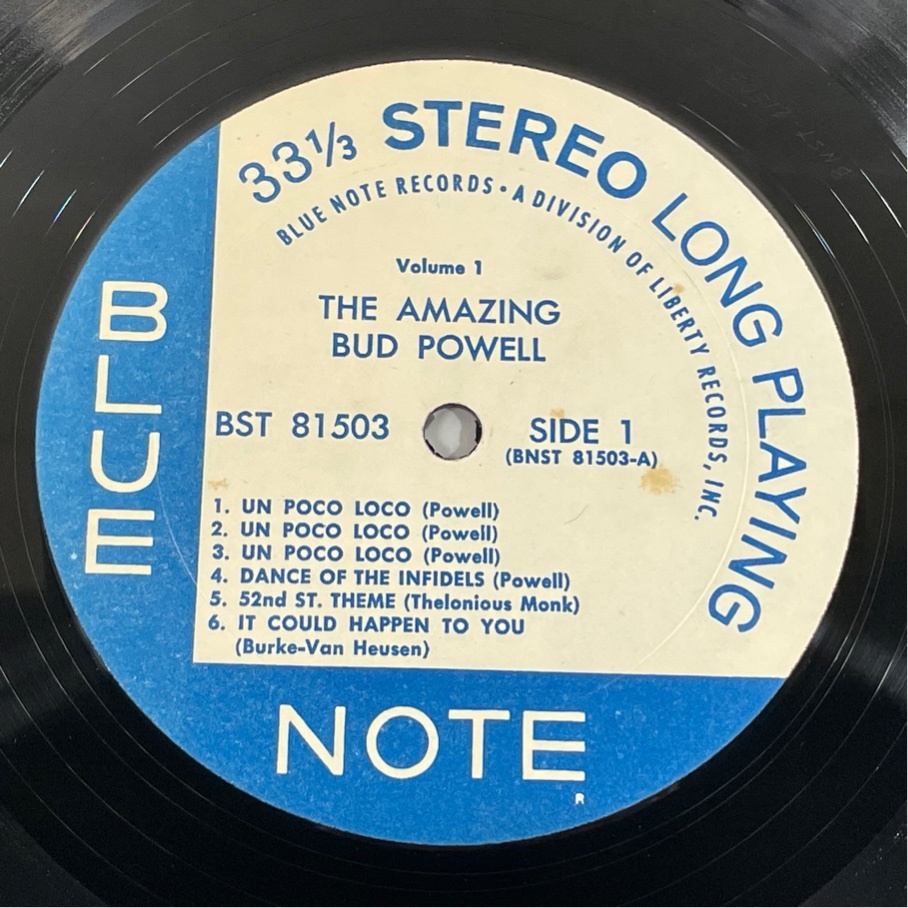 33⅓ STEREO LONG PLAYING
BLUE NOTE RECORDS • A DIVISION OF LIBERTY RECORDS, INC.
Volume 1
THE AMAZING
BUD POWELL
BST 81503
SIDE 1
(BNST 81503-A)
1. UN POCO LOCO (Powell)
2. UN POCO LOCO (Powell)
3. UN POCO LOCO (Powell)
4. DANCE OF THE INFIDELS (Powell)
5. 52nd ST. THEME (Thelonious Monk)
6. IT COULD HAPPEN TO YOU
(Burke-Van Heusen)
BLUE
NOTE
R